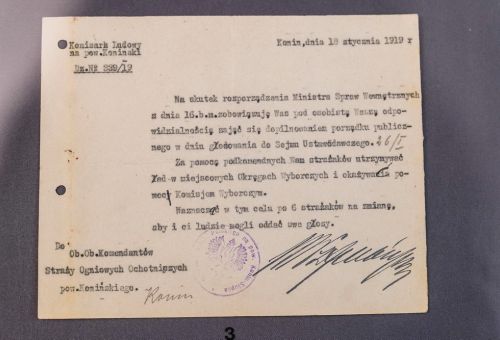 Komisarz Ludowy
na pow.Koniński
Dz.№ 229/19
Konin,dnia 18 stycznia 1919 r
Na skutek rozporządzenia Ministra Spraw Wewnętrznych
z dnia 16.b.m.zobowiązuję Was pod osobistą Waszą odpo-
wiedzialnością zająć się dopilnowaniem porządku publicz-
nego w dniu głosowania do Sejmu Ustawodawczego. 26/I
Za pomocą podkomendnych Wam strażaków utrzymywać
ład w miejscowych Okręgach Wyborczych i okazywać po-
mocy Komisjom Wyborczym.
Wyznaczyć w tym celu po 6 strażaków na zmianę,
aby i ci ludzie mogli oddać swe głosy.
Do
Ob.Ob.Komendantów
Straży Ogniowych Ochotniczych
pow.Konińskiego.
Konin
3